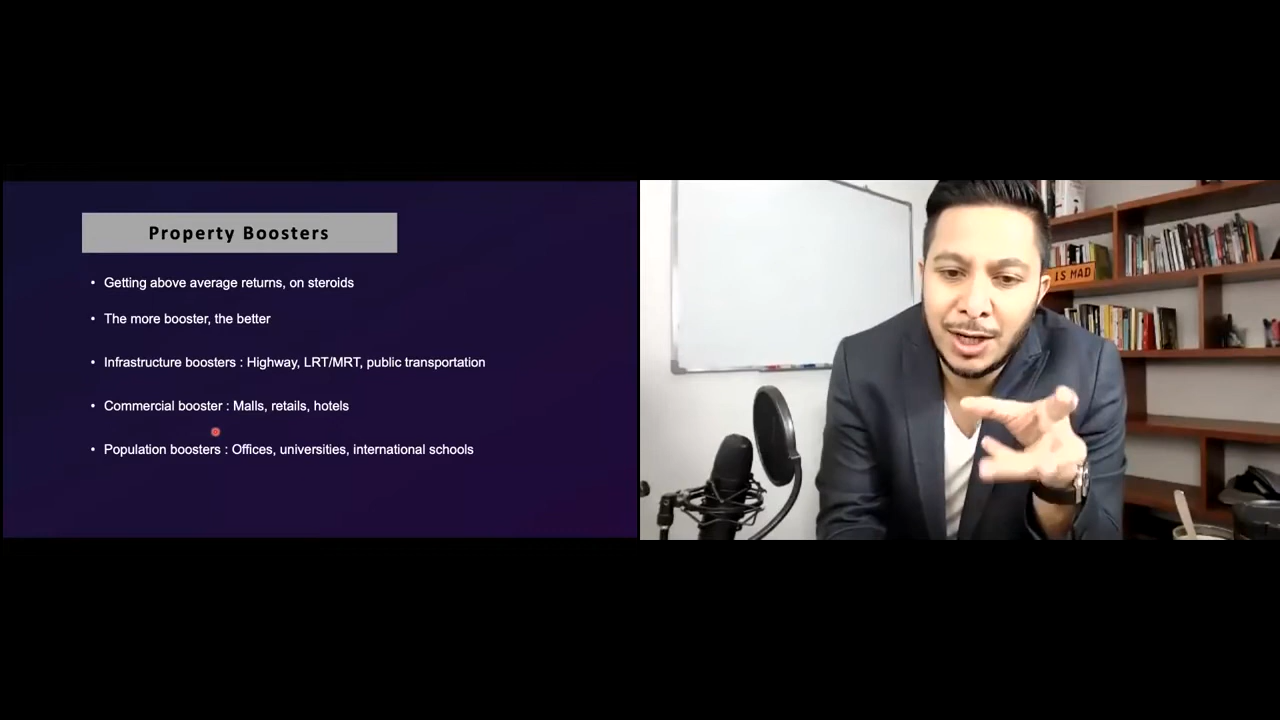 Property Boosters
• Getting above average returns, on steroids
• The more booster, the better
• Infrastructure boosters : Highway, LRT/MRT, public transportation
• Commercial booster : Malls, retails, hotels
• Population boosters : Offices, universities, international schools
IS MAD